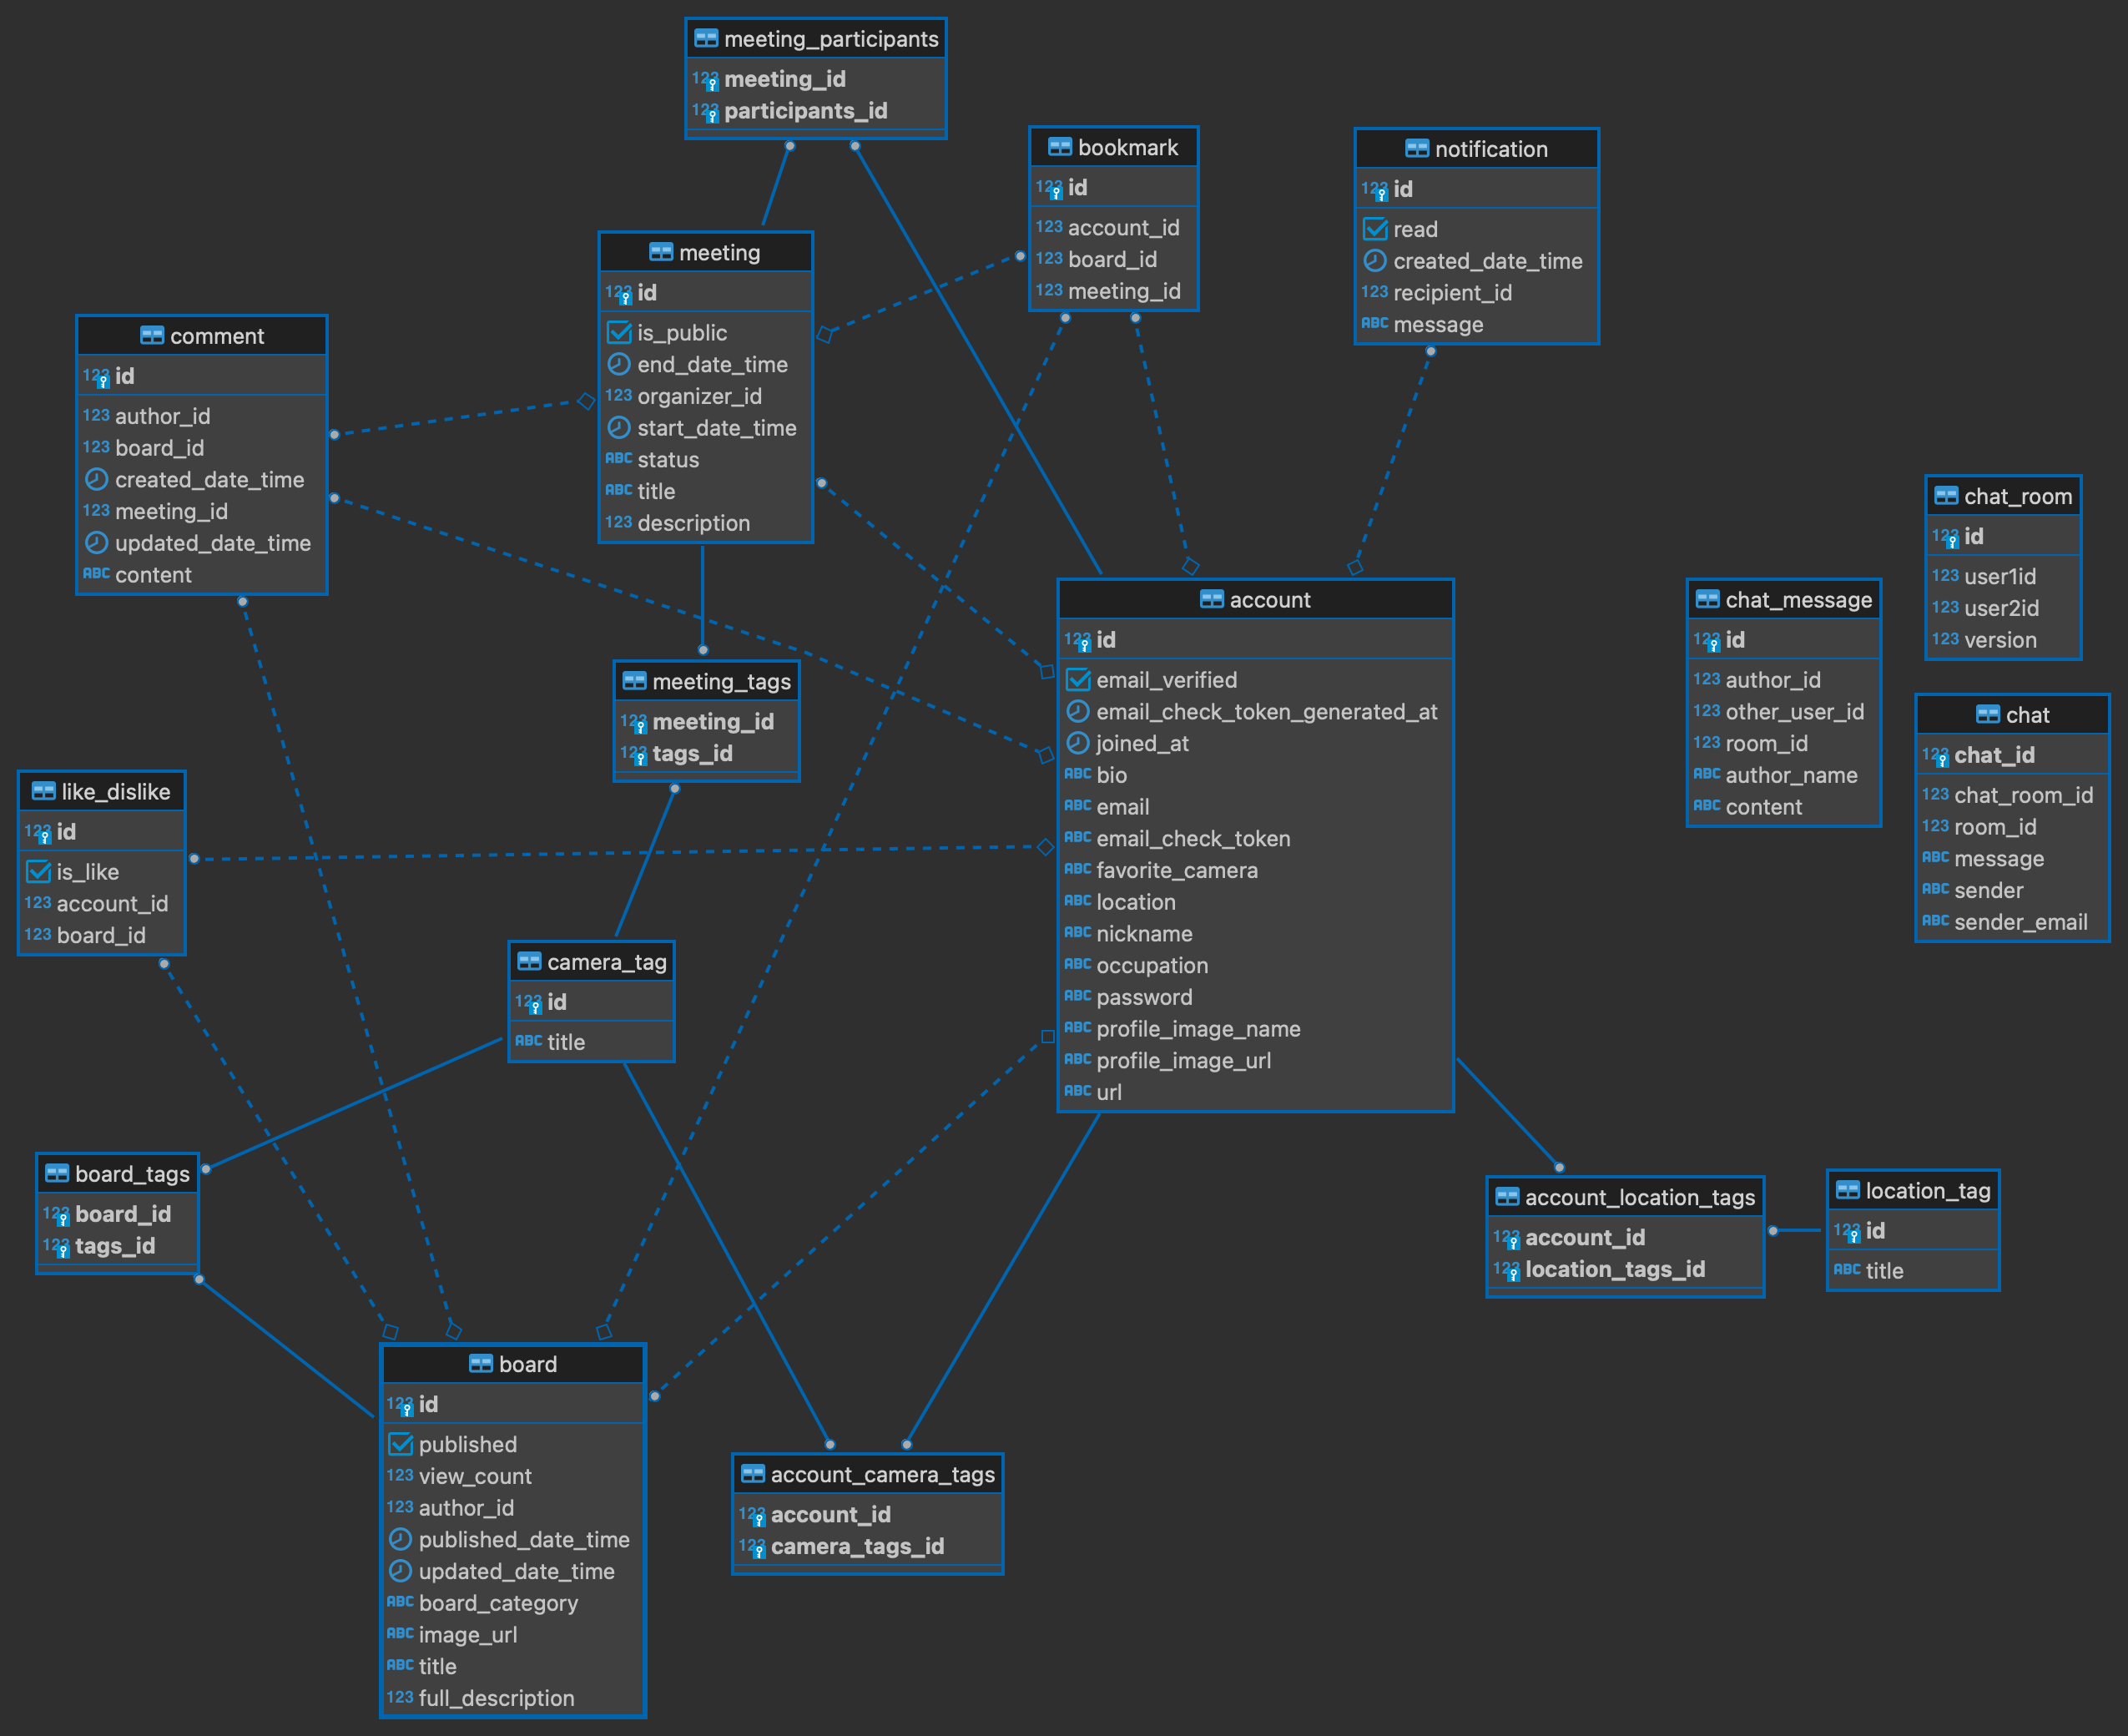 meeting_participants
123 meeting_id
123 participants_id
bookmark
123 id
123 account_id
123 board_id
123 meeting_id
notification
123 id
read
created_date_time
123 recipient_id
ABC message
meeting
123 id
is_public
end_date_time
123 organizer_id
start_date_time
ABC status
ABC title
123 description
comment
123 id
123 author_id
123 board_id
created_date_time
123 meeting_id
updated_date_time
ABC content
chat_room
123 id
123 user1id
123 user2id
123 version
account
123 id
email_verified
email_check_token_generated_at
joined_at
ABC bio
ABC email
ABC email_check_token
ABC favorite_camera
ABC location
ABC nickname
ABC occupation
ABC password
ABC profile_image_name
ABC profile_image_url
ABC url
chat_message
123 id
123 author_id
123 other_user_id
123 room_id
ABC author_name
ABC content
meeting_tags
123 meeting_id
123 tags_id
chat
123 chat_id
123 chat_room_id
123 room_id
ABC message
ABC sender
ABC sender_email
like_dislike
123 id
is_like
123 account_id
123 board_id
camera_tag
123 id
ABC title
board_tags
123 board_id
123 tags_id
account_location_tags
123 account_id
123 location_tags_id
location_tag
123 id
ABC title
board
123 id
published
123 view_count
123 author_id
published_date_time
updated_date_time
ABC board_category
ABC image_url
ABC title
123 full_description
account_camera_tags
123 account_id
123 camera_tags_id